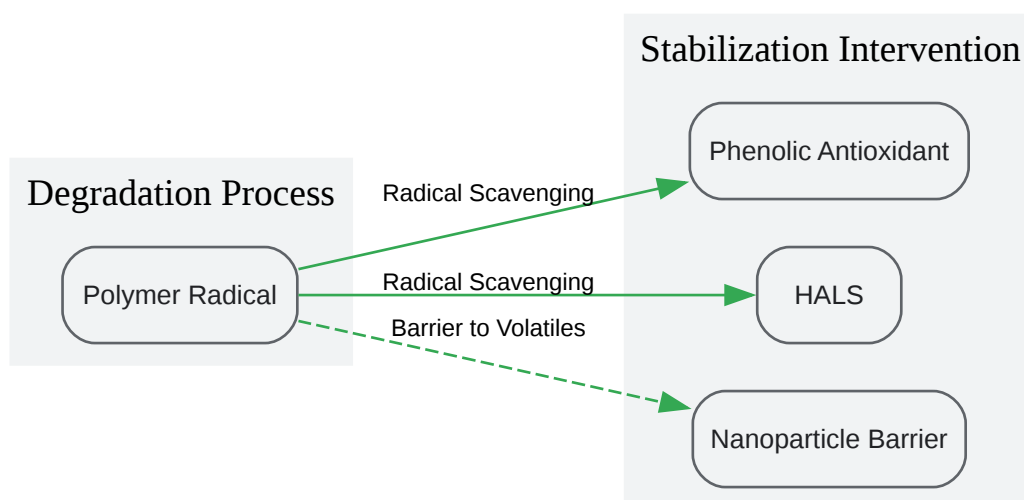 Stabilization Intervention
Phenolic Antioxidant
Degradation Process
Radical Scavenging
Polymer Radical
Radical Scavenging
HALS
Barrier to Volatiles
Nanoparticle Barrier